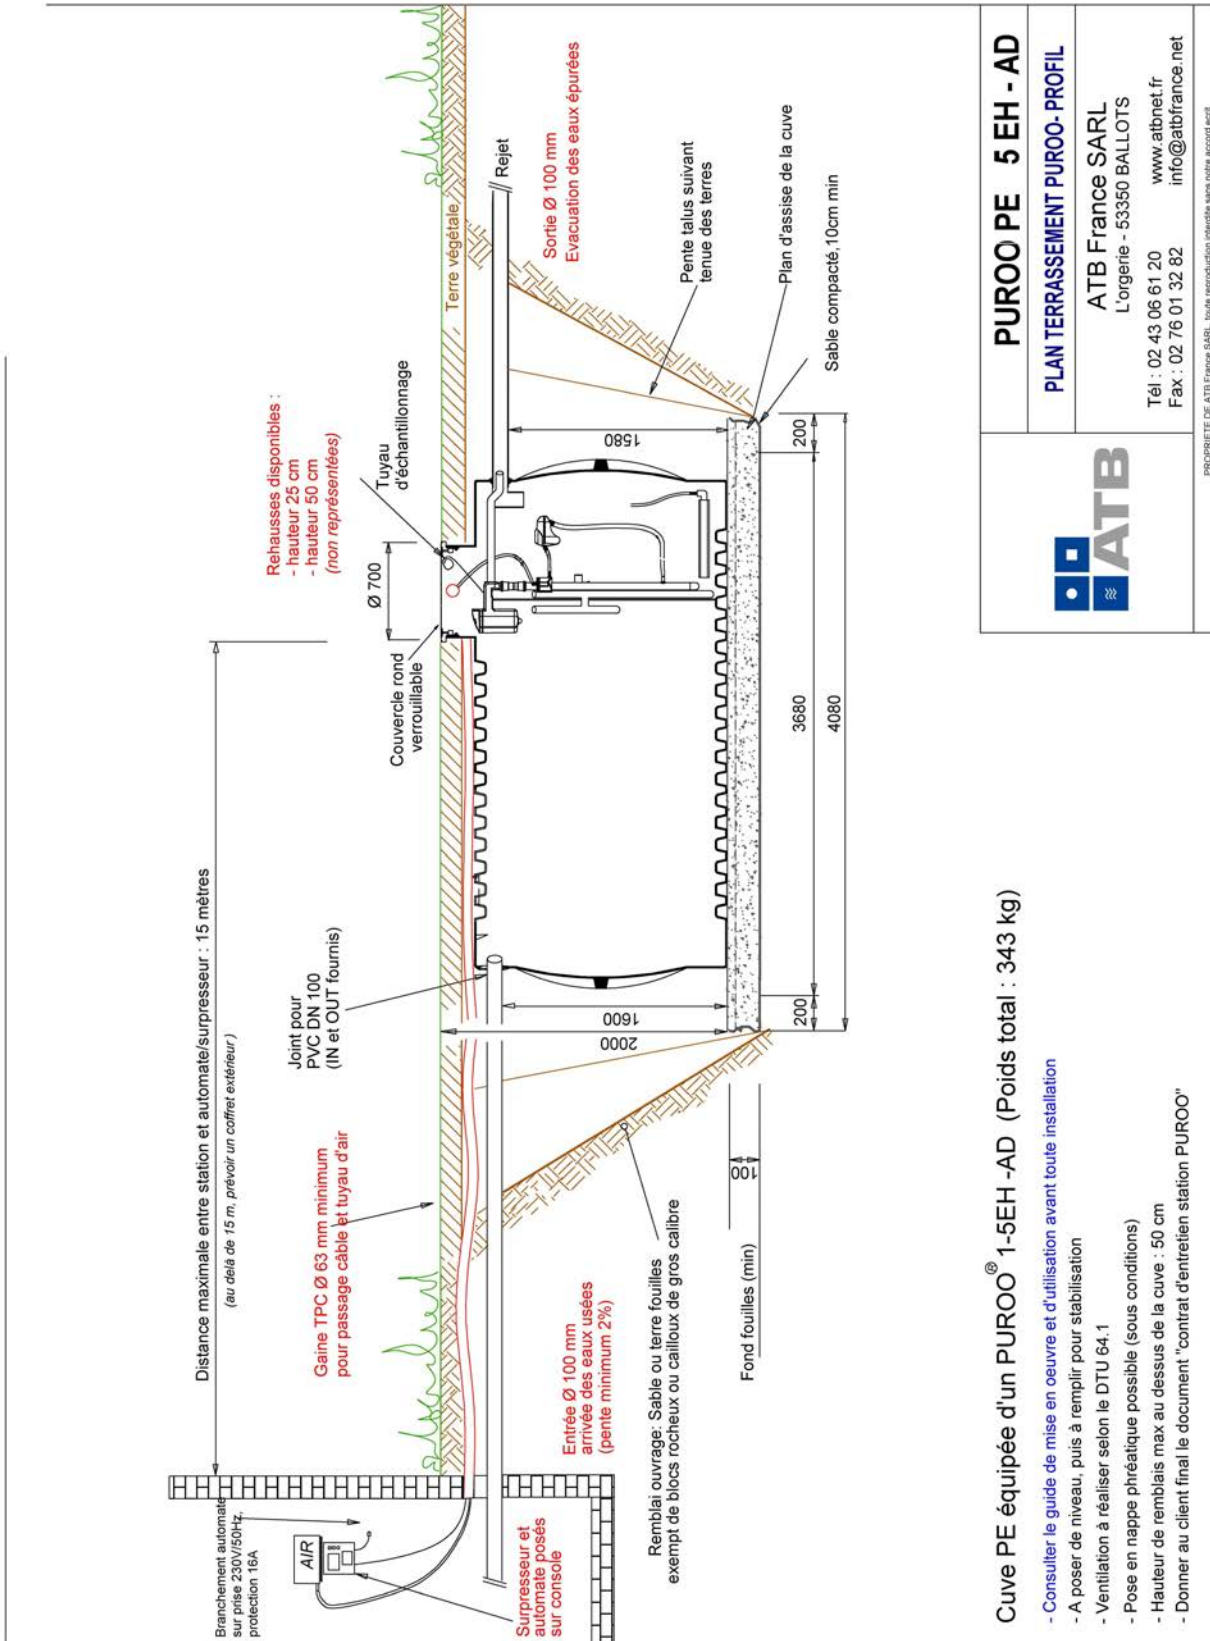 Distance maximale entre station et automate/surpresseur : 15 mètres
(au delà de 15 m, prévoir un coffret extérieur)
Branchement automate
sur prise 230V/50Hz,
protection 16A
AIR
Surpresseur et
automate posés
sur console
Gaine TPC Ø 63 mm minimum
pour passage câble et tuyau d'air
Joint pour
PVC DN 100
(IN et OUT fournis)
Couvercle rond
verrouillable
Ø 700
Rehausses disponibles :
- hauteur 25 cm
- hauteur 50 cm
(non représentées)
Tuyau
d'échantillonnage
Terre végétale
Rejet
Sortie Ø 100 mm
Evacuation des eaux épurées
Entrée Ø 100 mm
arrivée des eaux usées
(pente minimum 2%)
Remblai ouvrage: Sable ou terre fouilles
exempt de blocs rocheux ou cailloux de gros calibre
Fond fouilles (min)
100
2000
1600
1580
Pente talus suivant
tenue des terres
Plan d'assise de la cuve
Sable compacté,10cm min
200
3680
200
4080
Cuve PE équipée d'un PUROO® 1-5EH -AD (Poids total : 343 kg)
- Consulter le guide de mise en oeuvre et d'utilisation avant toute installation
- A poser de niveau, puis à remplir pour stabilisation
- Ventilation à réaliser selon le DTU 64.1
- Pose en nappe phréatique possible (sous conditions)
- Hauteur de remblais max au dessus de la cuve : 50 cm
- Donner au client final le document "contrat d'entretien station PUROO"
ATB
PUROO PE 5 EH - AD
PLAN TERRASSEMENT PUROO- PROFIL
ATB France SARL
L'orgerie - 53350 BALLOTS
Tél : 02 43 06 61 20 www.atbnet.fr
Fax : 02 76 01 32 82 info@atbfrance.net
PROPRIETE DE ATB France SARL, toute reproduction interdite sans notre accord écrit